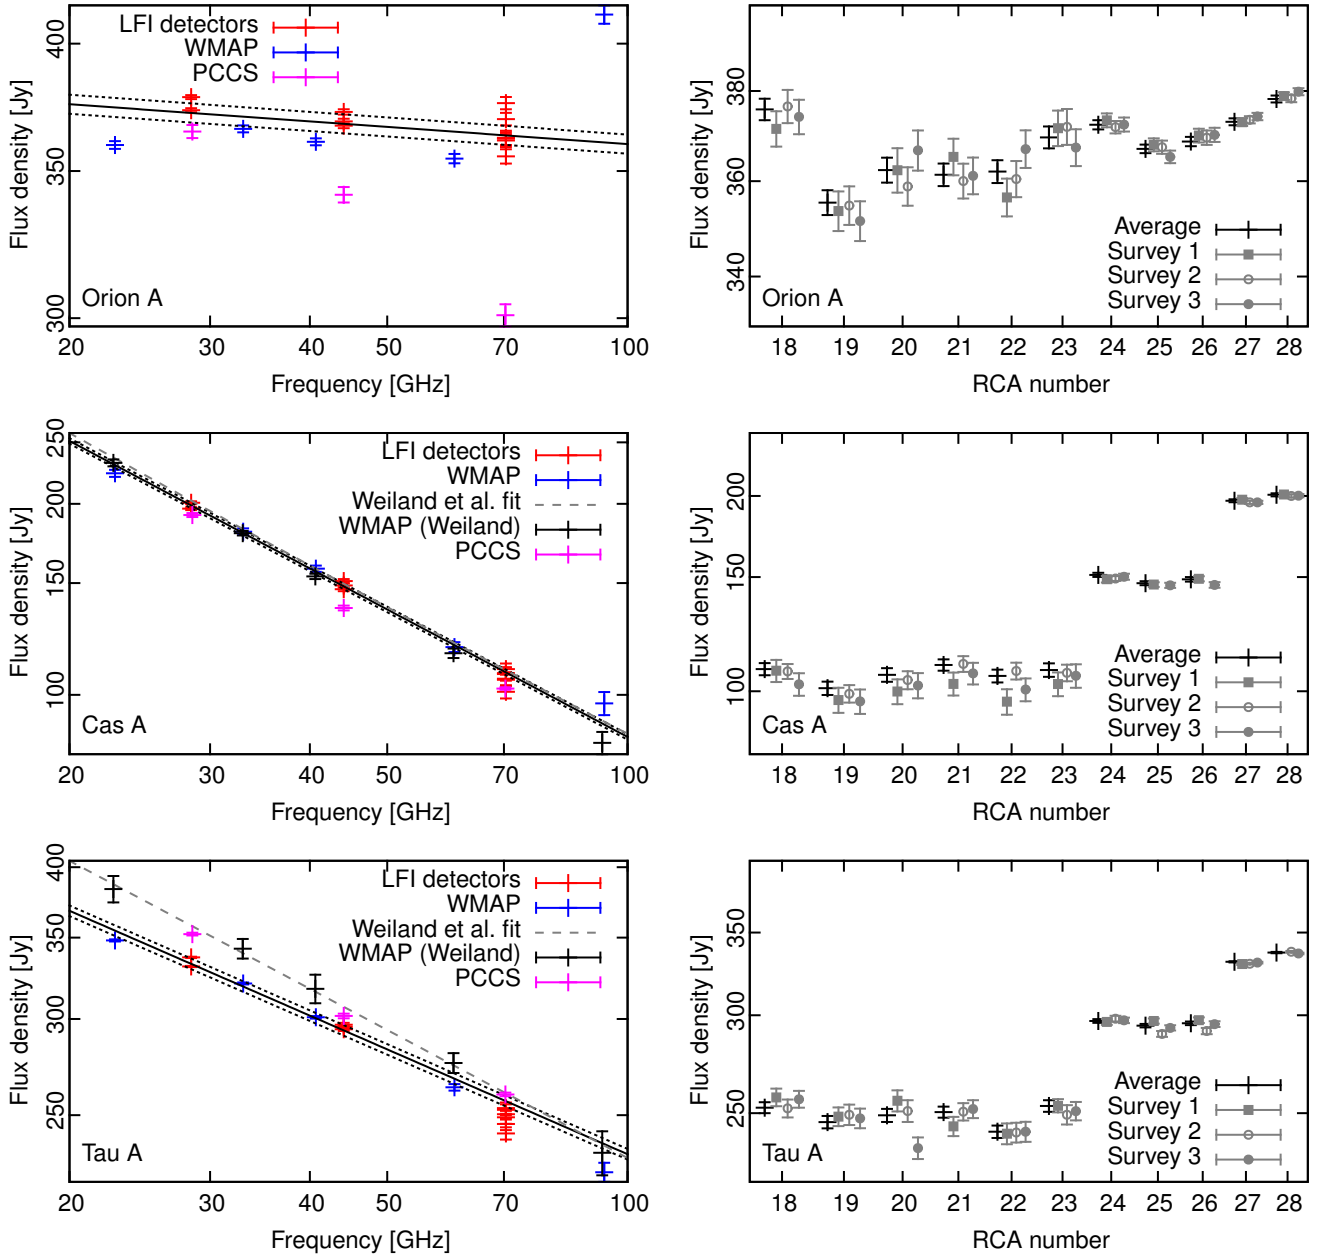 LFI detectors
WMAP
PCCS
Flux density [Jy]
400
350
300
Orion A
20 30 40 50 70 100
Frequency [GHz]
Flux density [Jy]
380
360
340
Average
Survey 1
Survey 2
Survey 3
Orion A
18 19 20 21 22 23 24 25 26 27 28
RCA number
LFI detectors
WMAP
Weiland et al. fit
WMAP (Weiland)
PCCS
Flux density [Jy]
250
200
150
100
Cas A
20 30 40 50 70 100
Frequency [GHz]
Flux density [Jy]
200
150
100
Average
Survey 1
Survey 2
Survey 3
Cas A
18 19 20 21 22 23 24 25 26 27 28
RCA number
LFI detectors
WMAP
Weiland et al. fit
WMAP (Weiland)
PCCS
Flux density [Jy]
400
350
300
250
Tau A
20 30 40 50 70 100
Frequency [GHz]
Flux density [Jy]
350
300
250
Average
Survey 1
Survey 2
Survey 3
Tau A
18 19 20 21 22 23 24 25 26 27 28
RCA number